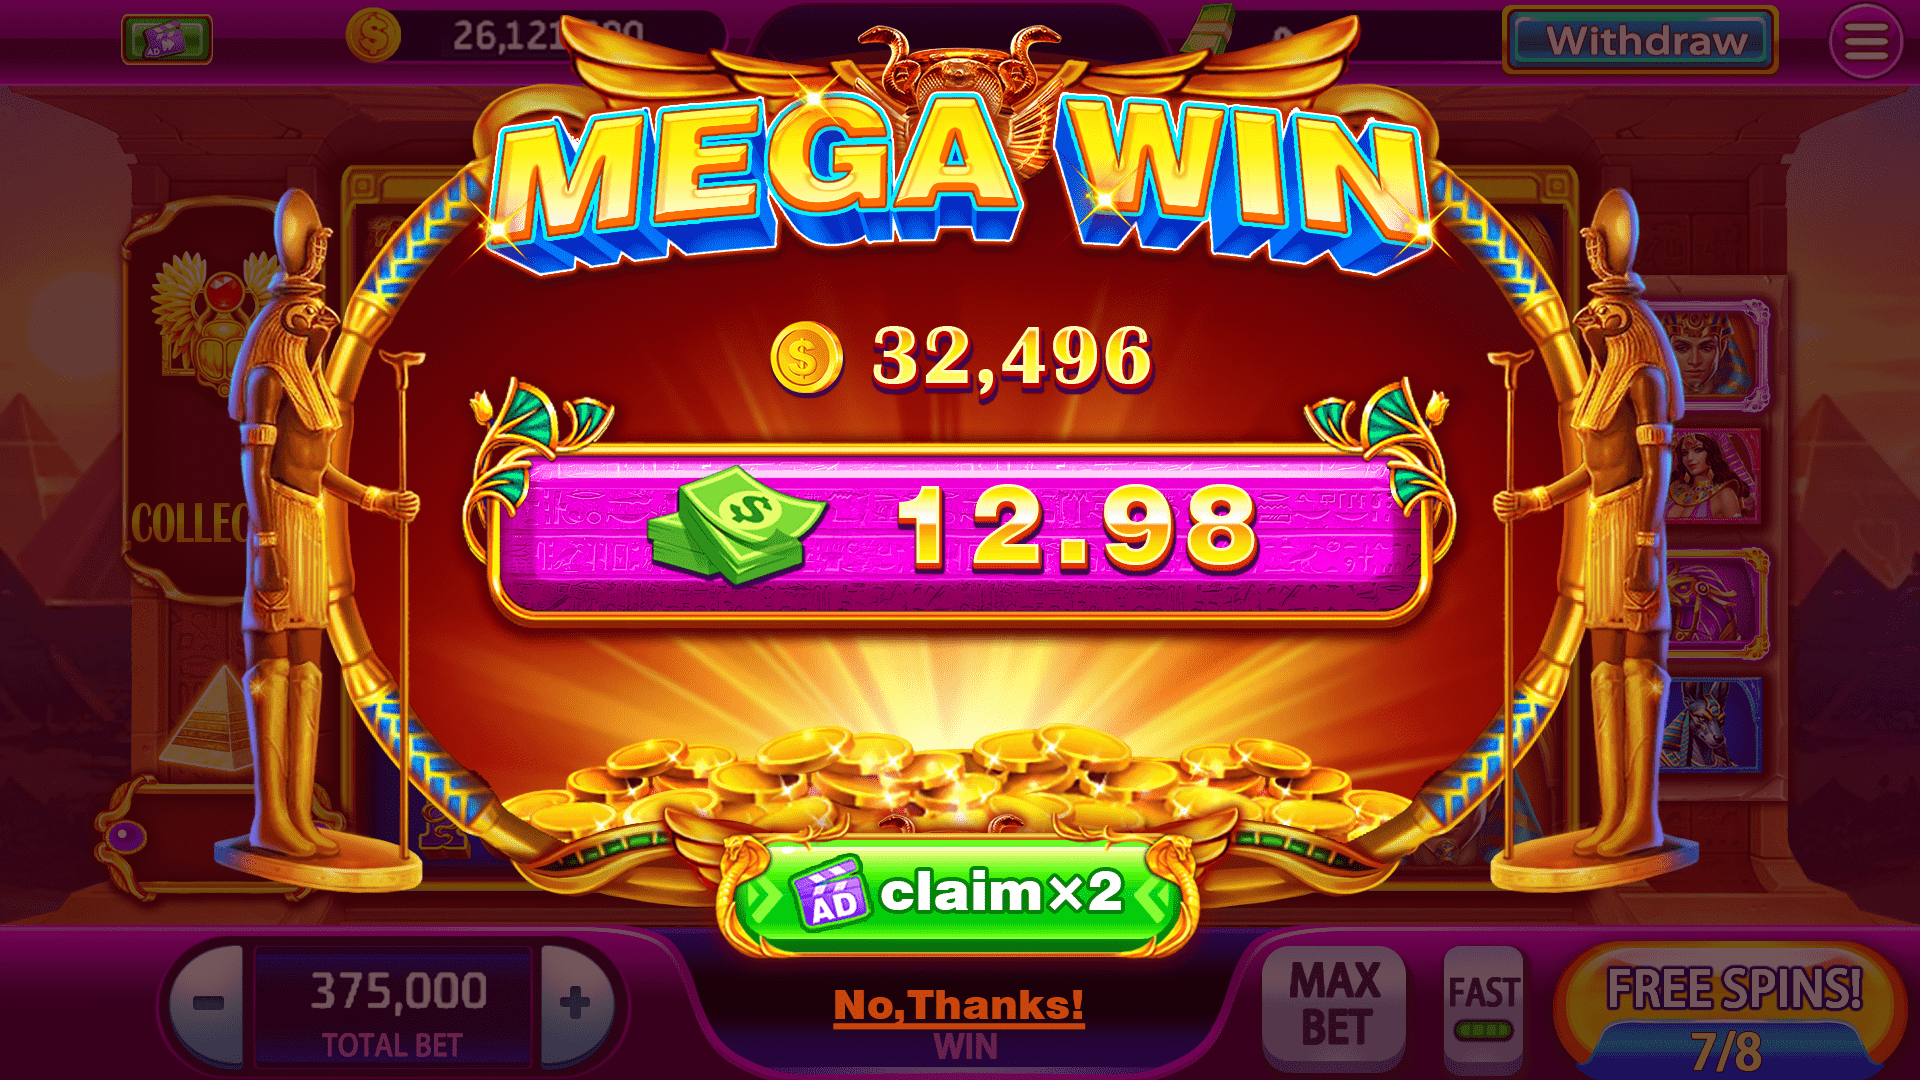 Withdraw
MEGA WIN
32,496
12.98
AD claim×2
No,Thanks!
WIN
375,000
TOTAL BET
MAX
BET
FAST
FREE SPINS!
7/8